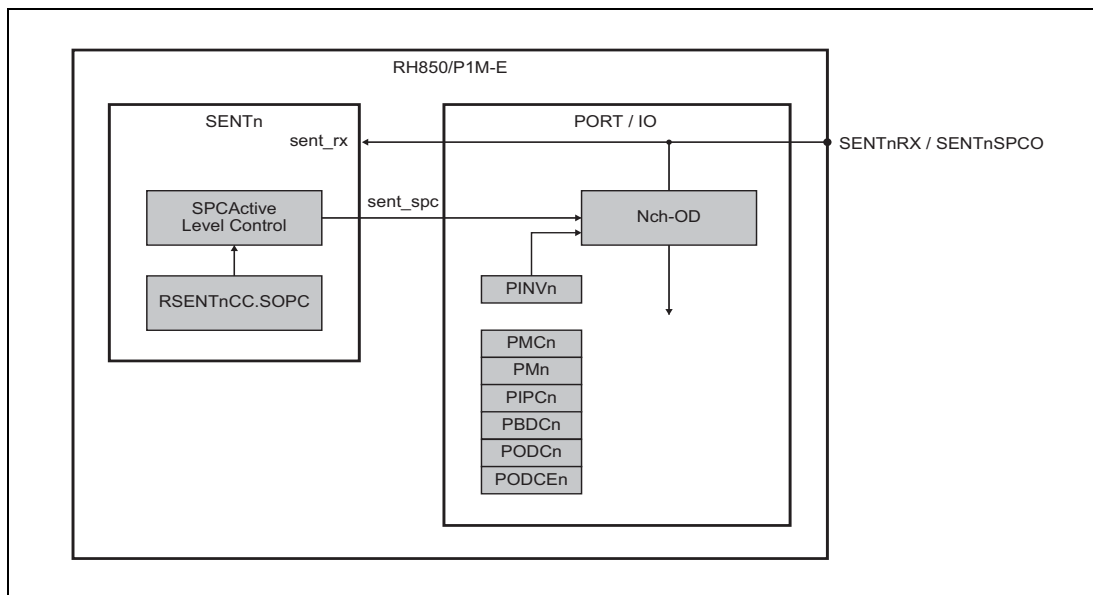 RH850/P1M-E
SENTn
PORT / IO
sent_rx
SENTnRX / SENTnSPCO
SPCActive
Level Control
sent_spc
Nch-OD
RSENTnCC.SOPC
PINVn
PMCn
PMn
PIPCn
PBDCn
PODCn
PODCEn